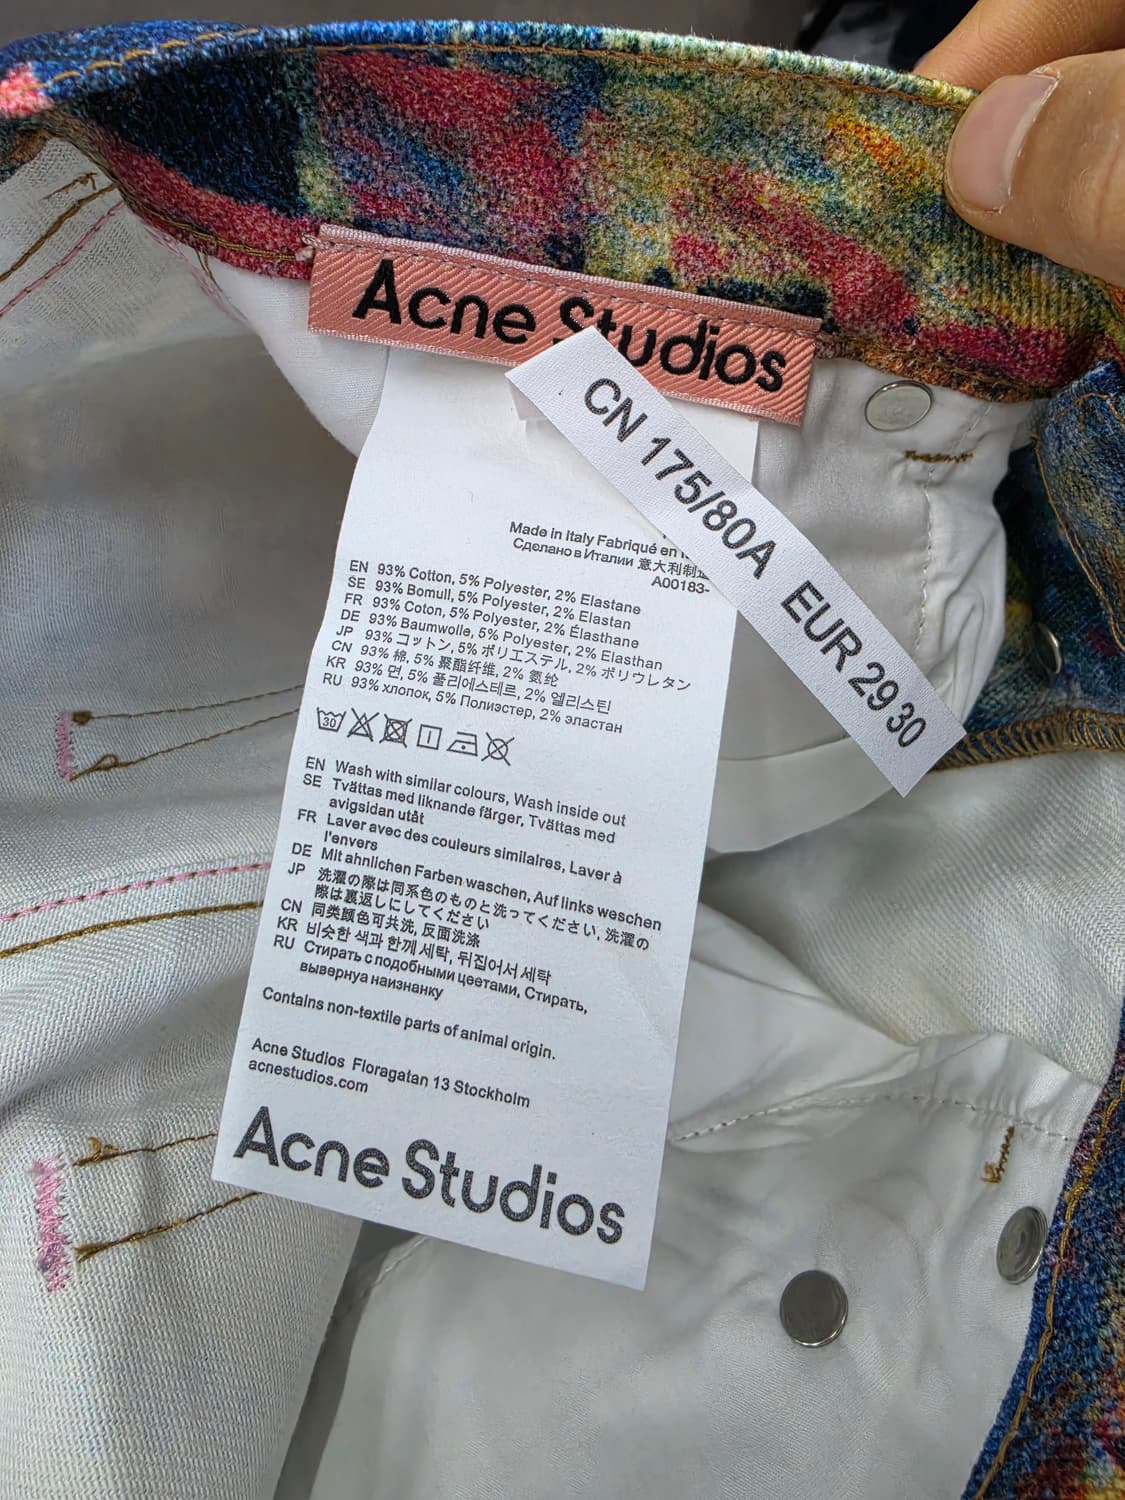 Acne Studios
CN 175/80A EUR 29 30
Made in Italy Fabriqué en
Сделано в Италии 意大利制造
A00183-
EN 93% Cotton, 5% Polyester, 2% Elastane
SE 93% Bomull, 5% Polyester, 2% Elastan
FR 93% Coton, 5% Polyester, 2% Élasthane
DE 93% Baumwolle, 5% Polyester, 2% Elasthan
JP 93% コットン, 5% ポリエステル, 2% ポリウレタン
CN 93% 棉, 5% 聚酯纤维, 2% 氨纶
KR 93% 면, 5% 폴리에스테르, 2% 엘리스틴
RU 93% хлопок, 5% Полиэстер, 2% эластан
30
EN Wash with similar colours, Wash inside out
SE Tvättas med liknande färger, Tvättas med
avigsidan utåt
FR Laver avec des couleurs similaires, Laver à
l'envers
DE Mit ahnlichen Farben waschen, Auf links weschen
JP 洗濯の際は同系色のものと洗ってください, 洗濯の
際は裏返しにしてください
CN 同类颜色可共洗, 反面洗涤
KR 비슷한 색과 한께 세탁, 뒤집어서 세탁
RU Стирать с подобными цветами, Стирать,
вывернуа наизнанку
Contains non-textile parts of animal origin.
Acne Studios Floragatan 13 Stockholm
acnestudios.com
Acne Studios